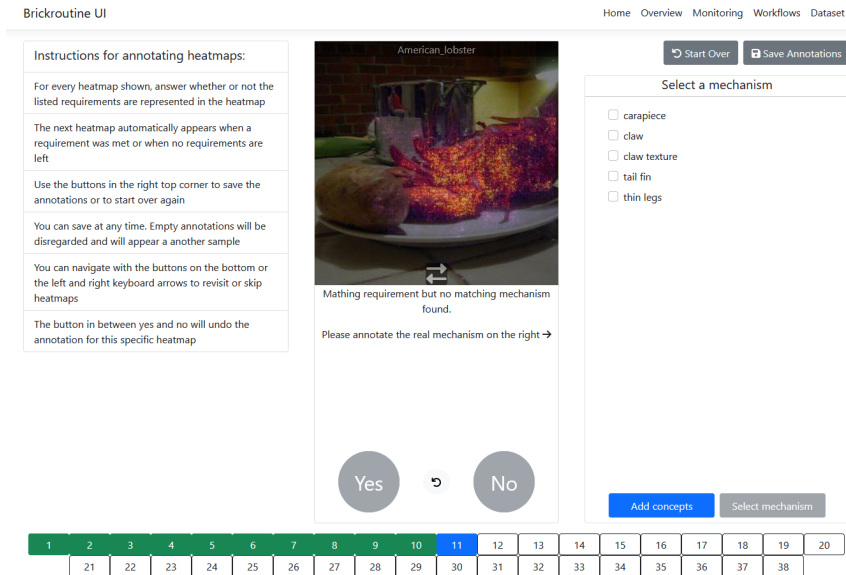 Brickroutine UI
Home Overview Monitoring Workflows Dataset
Instructions for annotating heatmaps:
For every heatmap shown, answer whether or not the
listed requirements are represented in the heatmap
The next heatmap automatically appears when a
requirement was met or when no requirements are
left
Use the buttons in the right top corner to save the
annotations or to start over again
You can save at any time. Empty annotations will be
disregarded and will appear a another sample
You can navigate with the buttons on the bottom or
the left and right keyboard arrows to revisit or skip
heatmaps
The button in between yes and no will undo the
annotation for this specific heatmap
American_lobster
Mathing requirement but no matching mechanism
found.
Please annotate the real mechanism on the right →
Yes
No
Start Over
Save Annotations
Select a mechanism
carapiece
claw
claw texture
tail fin
thin legs
Add concepts
Select mechanism
1 2 3 4 5 6 7 8 9 10 11 12 13 14 15 16 17 18 19 20
21 22 23 24 25 26 27 28 29 30 31 32 33 34 35 36 37 38